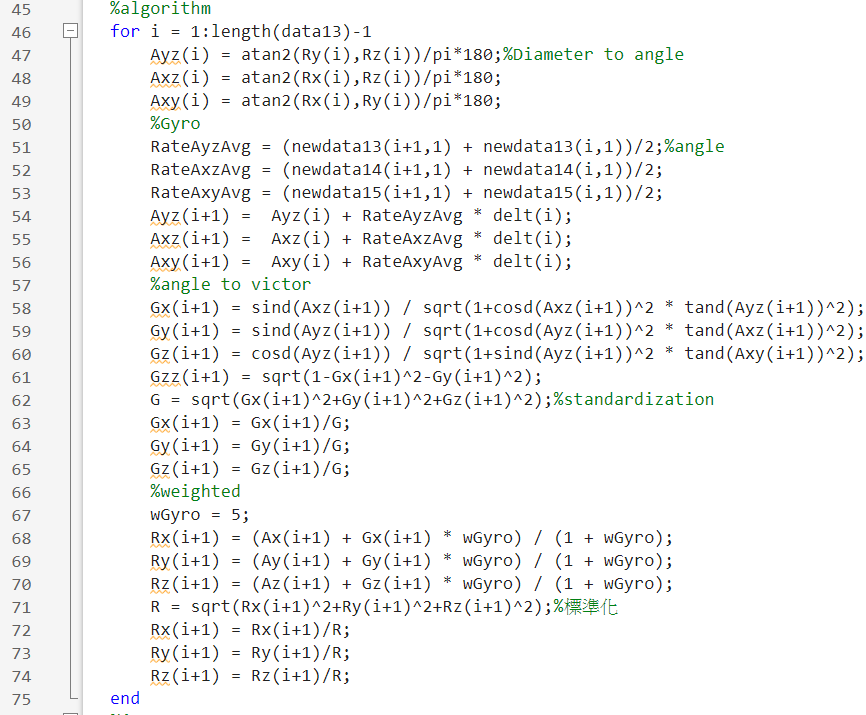 45 %algorithm
46 for i = 1:length(data13)-1
47 Ayz(i) = atan2(Ry(i),Rz(i))/pi*180;%Diameter to angle
48 Axz(i) = atan2(Rx(i),Rz(i))/pi*180;
49 Axy(i) = atan2(Rx(i),Ry(i))/pi*180;
50 %Gyro
51 RateAyzAvg = (newdata13(i+1,1) + newdata13(i,1))/2;%angle
52 RateAxzAvg = (newdata14(i+1,1) + newdata14(i,1))/2;
53 RateAxyAvg = (newdata15(i+1,1) + newdata15(i,1))/2;
54 Ayz(i+1) =  Ayz(i) + RateAyzAvg * delt(i);
55 Axz(i+1) =  Axz(i) + RateAxzAvg * delt(i);
56 Axy(i+1) =  Axy(i) + RateAxyAvg * delt(i);
57 %angle to victor
58 Gx(i+1) = sind(Axz(i+1)) / sqrt(1+cosd(Axz(i+1))^2 * tand(Ayz(i+1))^2);
59 Gy(i+1) = sind(Ayz(i+1)) / sqrt(1+cosd(Ayz(i+1))^2 * tand(Axz(i+1))^2);
60 Gz(i+1) = cosd(Ayz(i+1)) / sqrt(1+sind(Ayz(i+1))^2 * tand(Axy(i+1))^2);
61 Gzz(i+1) = sqrt(1-Gx(i+1)^2-Gy(i+1)^2);
62 G = sqrt(Gx(i+1)^2+Gy(i+1)^2+Gz(i+1)^2);%standardization
63 Gx(i+1) = Gx(i+1)/G;
64 Gy(i+1) = Gy(i+1)/G;
65 Gz(i+1) = Gz(i+1)/G;
66 %weighted
67 wGyro = 5;
68 Rx(i+1) = (Ax(i+1) + Gx(i+1) * wGyro) / (1 + wGyro);
69 Ry(i+1) = (Ay(i+1) + Gy(i+1) * wGyro) / (1 + wGyro);
70 Rz(i+1) = (Az(i+1) + Gz(i+1) * wGyro) / (1 + wGyro);
71 R = sqrt(Rx(i+1)^2+Ry(i+1)^2+Rz(i+1)^2);%標準化
72 Rx(i+1) = Rx(i+1)/R;
73 Ry(i+1) = Ry(i+1)/R;
74 Rz(i+1) = Rz(i+1)/R;
75 end